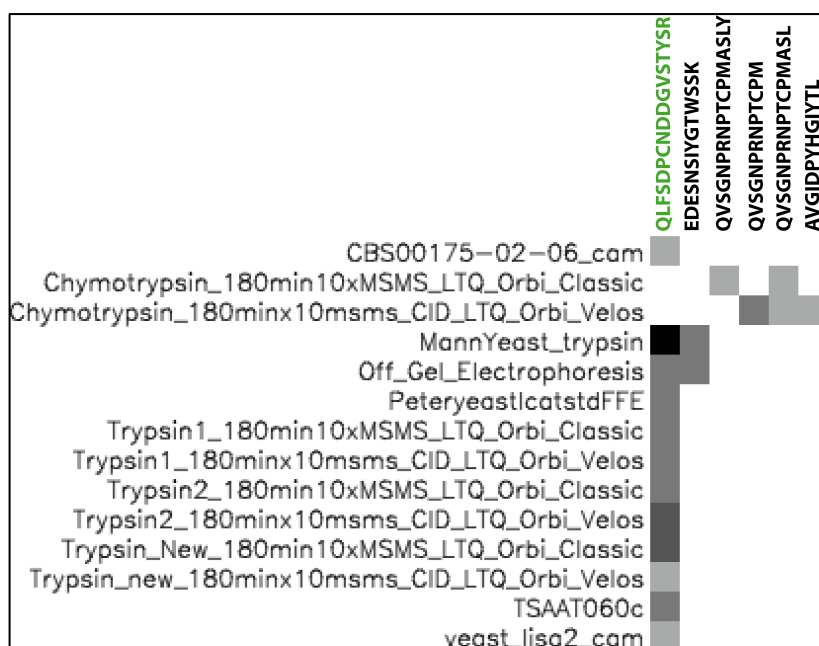 QLFSDPCNDDGVSTYSR
EDESNSIYGTWSSK
QVSGNPRNPTCPMASLY
QVSGNPRNPTCPM
QVSGNPRNPTCPMASL
AVGIDPYHGIYTL
CBS00175-02-06_cam
Chymotrypsin_180min10xMSMS_LTQ_Orbi_Classic
Chymotrypsin_180minx10msms_CID_LTQ_Orbi_Velos
MannYeast_trypsin
Off_Gel_Electrophoresis
PeteryeastIcatstdFFE
Trypsin1_180min10xMSMS_LTQ_Orbi_Classic
Trypsin1_180minx10msms_CID_LTQ_Orbi_Velos
Trypsin2_180min10xMSMS_LTQ_Orbi_Classic
Trypsin2_180minx10msms_CID_LTQ_Orbi_Velos
Trypsin_New_180min10xMSMS_LTQ_Orbi_Classic
Trypsin_new_180minx10msms_CID_LTQ_Orbi_Velos
TSAAT060c
yeast_lisa2_cam